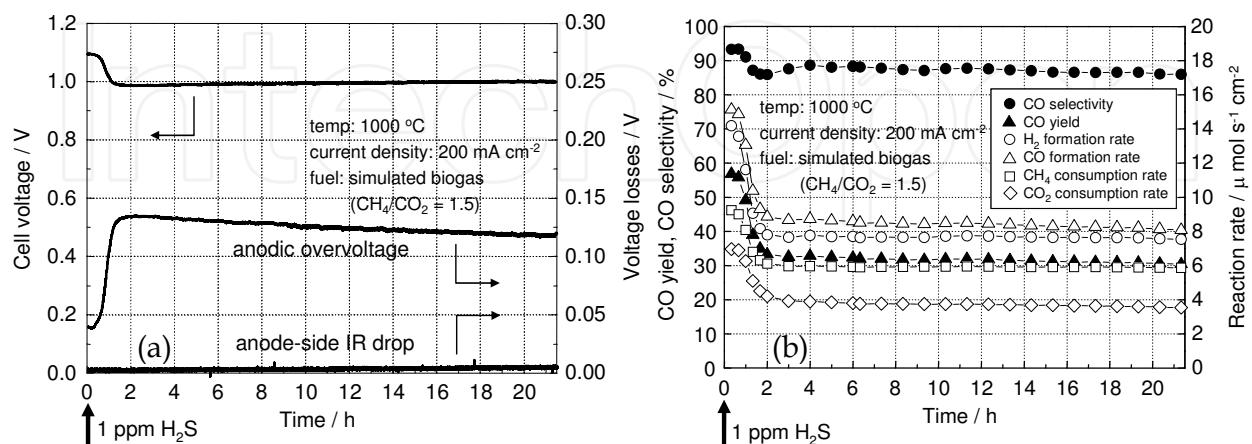 IntechOpen
(a)
Cell voltage / V
1.2
1.0
0.8
0.6
0.4
0.2
0.0
temp: 1000 °C
current density: 200 mA cm⁻²
fuel: simulated biogas
(CH₄/CO₂ = 1.5)
anodic overvoltage
anode-side IR drop
0.30
0.25
0.20
0.15
0.10
0.05
0.00
Voltage losses / V
0 2 4 6 8 10 12 14 16 18 20
Time / h
1 ppm H₂S
(b)
CO yield, CO selectivity / %
100
90
80
70
60
50
40
30
20
10
0
temp: 1000 °C
current density: 200 mA cm⁻²
fuel: simulated biogas
(CH₄/CO₂ = 1.5)
CO selectivity
CO yield
H₂ formation rate
CO formation rate
CH₄ consumption rate
CO₂ consumption rate
20
18
16
14
12
10
8
6
4
2
0
Reaction rate / μ mol s⁻¹ cm⁻²
0 2 4 6 8 10 12 14 16 18 20
Time / h
1 ppm H₂S